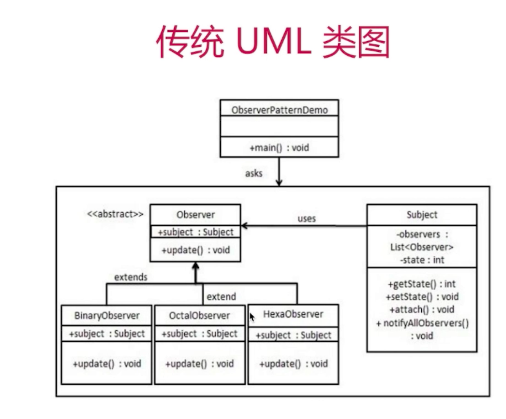 传统 UML 类图
ObserverPatternDemo
+main() : void
asks
<<abstract>>
Observer
+subject : Subject
+update() : void
uses
Subject
-observers :
List<Observer>
-state : int
+getState() : int
+setState() : void
+attach() : void
+ notifyAllObservers()
: void
extends
extend
BinaryObserver
+subject : Subject
+update() : void
OctalObserver
+subject : Subject
+update() : void
HexaObserver
+subject : Subject
+update() : void